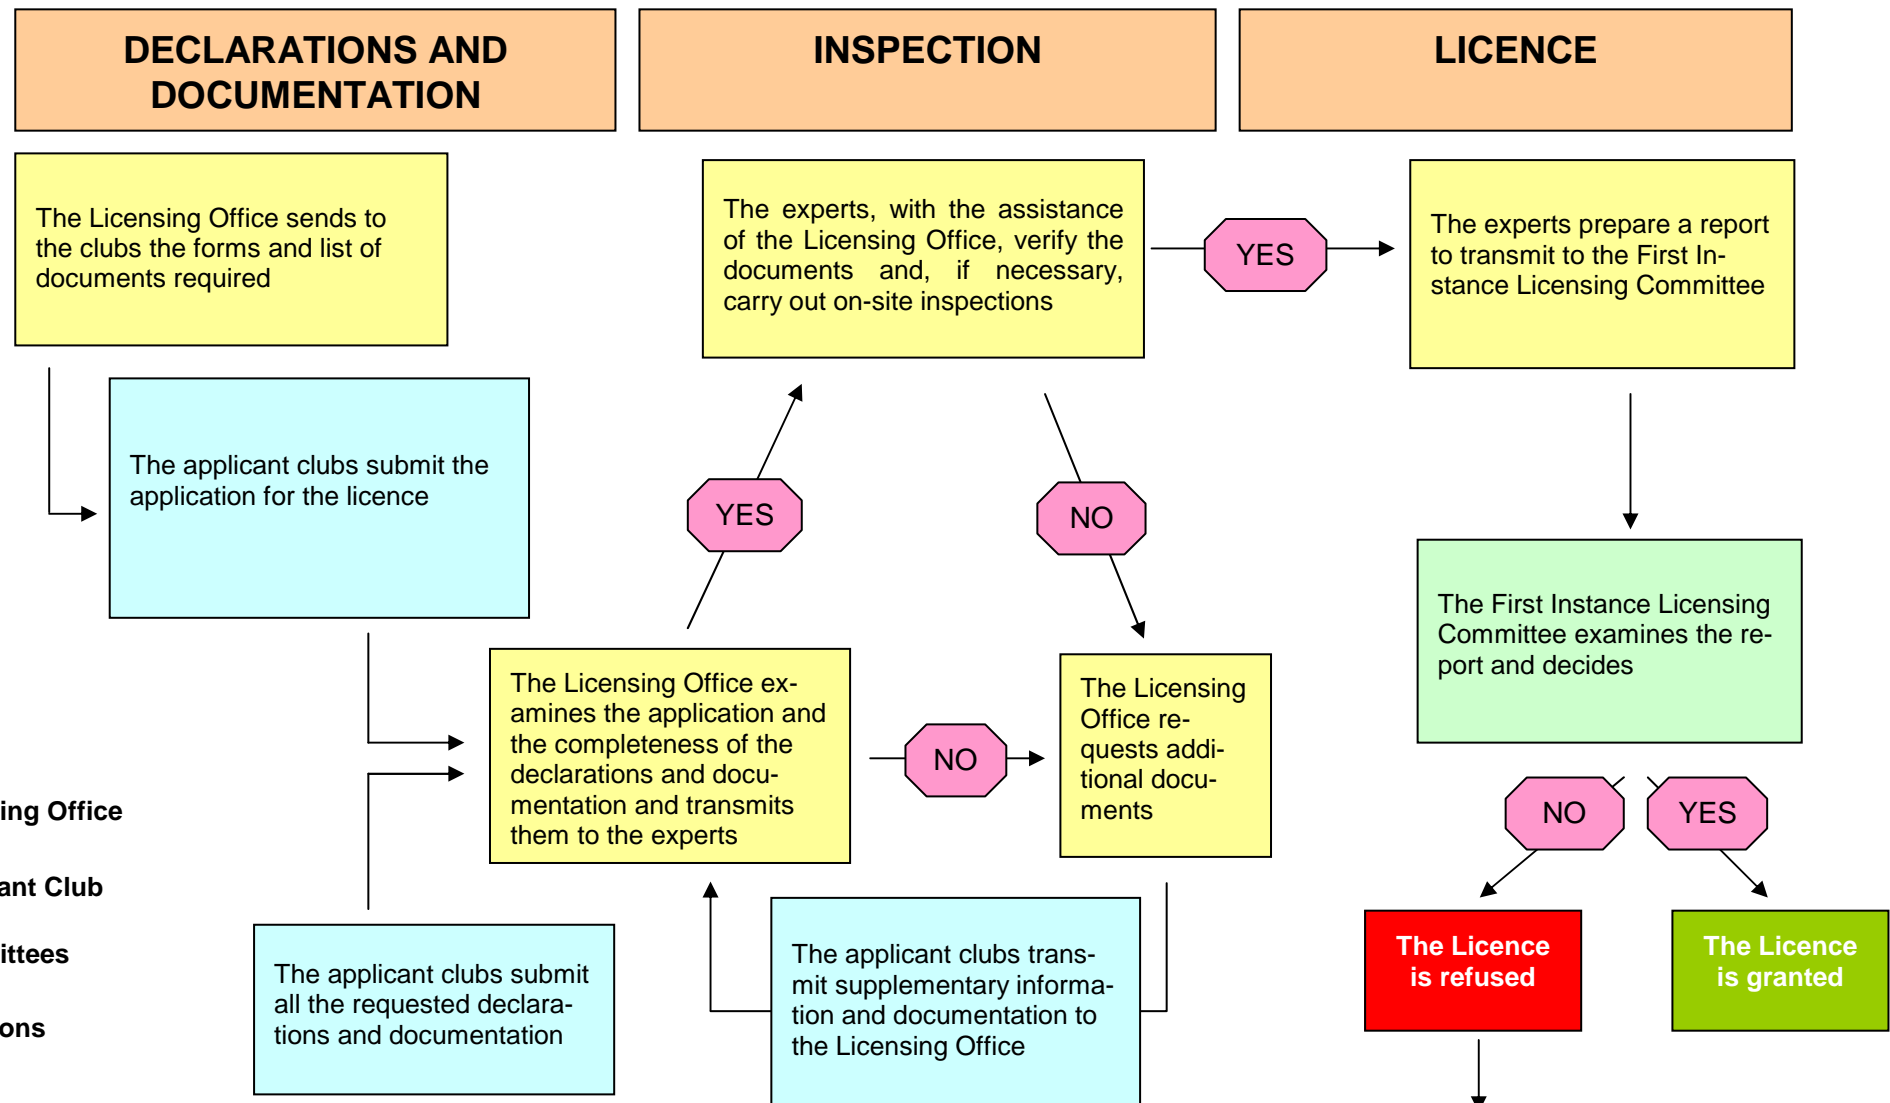 DECLARATIONS AND
DOCUMENTATION
INSPECTION
LICENCE
The Licensing Office sends to
the clubs the forms and list of
documents required
The experts, with the assistance
of the Licensing Office, verify the
documents and, if necessary,
carry out on-site inspections
YES
The experts prepare a report
to transmit to the First In-
stance Licensing Committee
The applicant clubs submit the
application for the licence
YES
NO
The First Instance Licensing
Committee examines the re-
port and decides
The Licensing Office ex-
amines the application and
the completeness of the
declarations and docu-
mentation and transmits
them to the experts
NO
The Licensing
Office re-
quests addi-
tional docu-
ments
NO
YES
ing Office
ant Club
ittees
ons
The applicant clubs submit
all the requested declara-
tions and documentation
The applicant clubs trans-
mit supplementary informa-
tion and documentation to
the Licensing Office
The Licence
is refused
The Licence
is granted